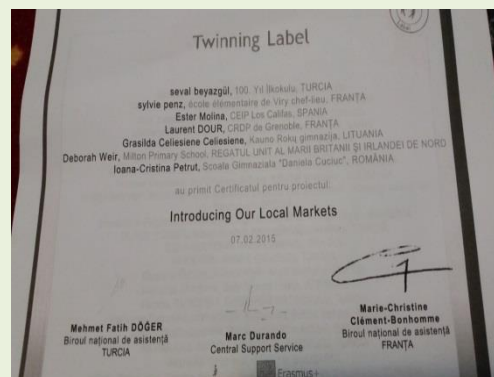 Twinning Label
seval beyazgül, 100. Yıl İlkokulu, TURCIA
sylvie penz, école élémentaire de Viry chef-lieu, FRANȚA
Ester Molina, CEIP Los Califas, SPANIA
Laurent DOUR, CRDP de Grenoble, FRANȚA
Grasilda Celiesiene Celiesiene, Kauno Rokų gimnazija, LITUANIA
Deborah Weir, Milton Primary School, REGATUL UNIT AL MARII BRITANII ȘI IRLANDEI DE NORD
Ioana-Cristina Petrut, Scoala Gimnaziala "Daniela Cuciuc", ROMÂNIA
au primit Certificatul pentru proiectul:
Introducing Our Local Markets
07.02.2015
Mehmet Fatih DÖĞER
Biroul național de asistență
TURCIA
Marc Durando
Central Support Service
Marie-Christine
Clément-Bonhomme
Biroul național de asistență
FRANȚA
Erasmus+